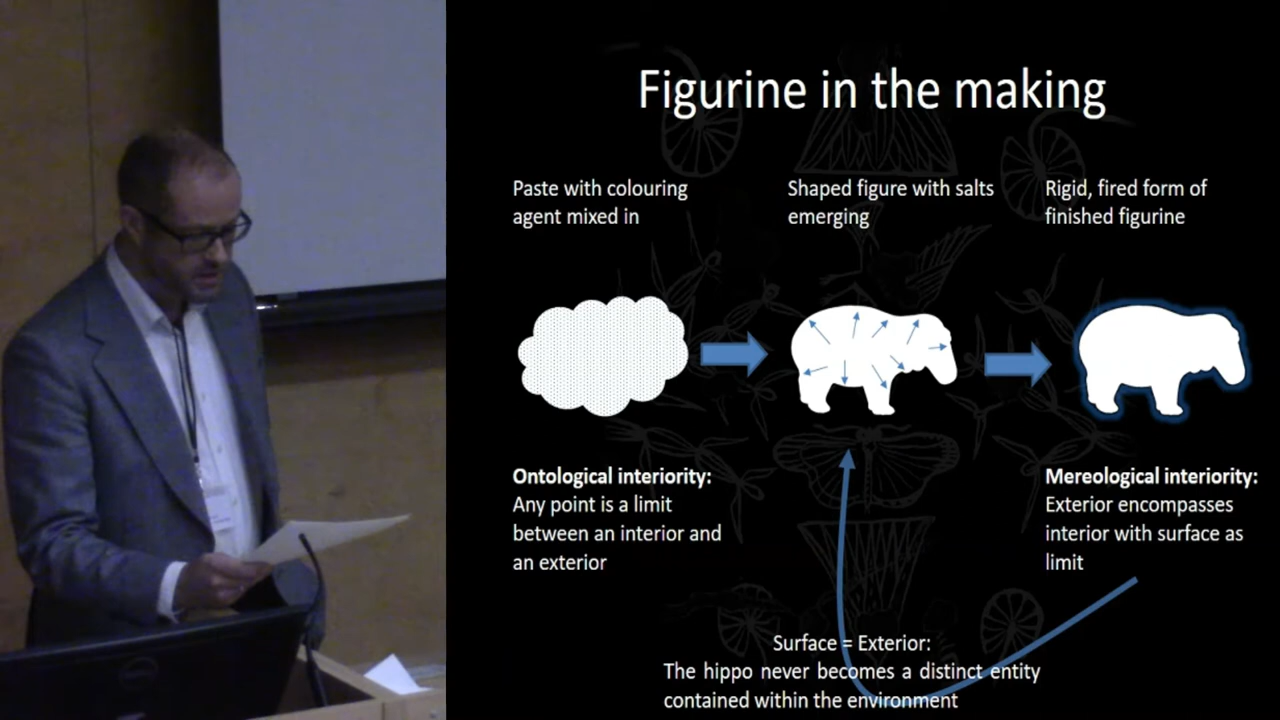 Figurine in the making
Paste with colouring
agent mixed in
Shaped figure with salts
emerging
Rigid, fired form of
finished figurine
Ontological interiority:
Any point is a limit
between an interior and
an exterior
Mereological interiority:
Exterior encompasses
interior with surface as
limit
Surface = Exterior:
The hippo never becomes a distinct entity
contained within the environment